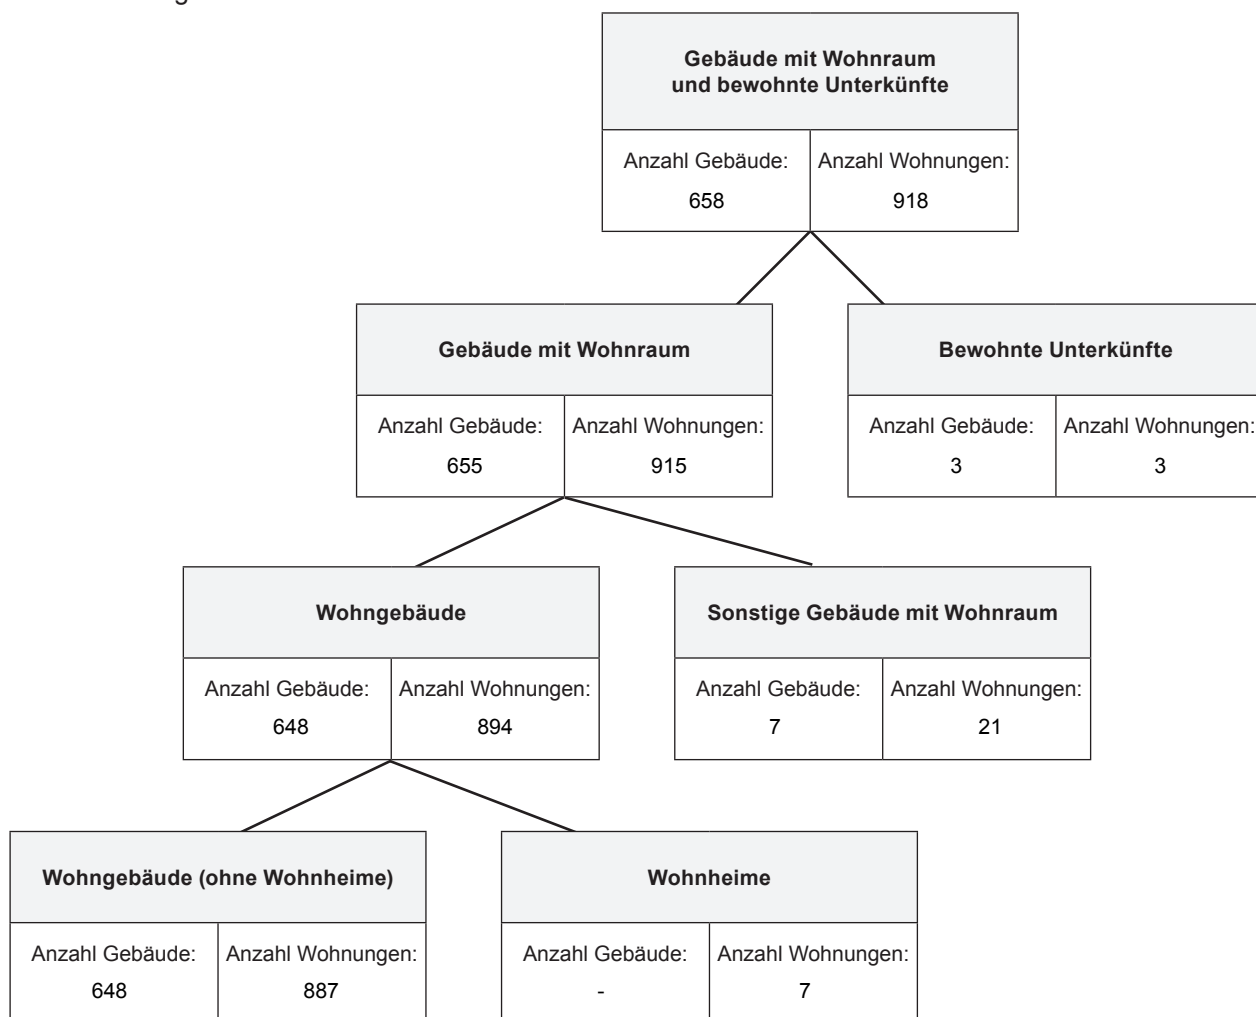 Gebäude mit Wohnraum
und bewohnte Unterkünfte
Anzahl Gebäude: Anzahl Wohnungen:
658 918
Gebäude mit Wohnraum
Bewohnte Unterkünfte
Anzahl Gebäude: Anzahl Wohnungen:
655 915
Anzahl Gebäude: Anzahl Wohnungen:
3 3
Wohngebäude
Sonstige Gebäude mit Wohnraum
Anzahl Gebäude: Anzahl Wohnungen:
648 894
Anzahl Gebäude: Anzahl Wohnungen:
7 21
Wohngebäude (ohne Wohnheime)
Wohnheime
Anzahl Gebäude: Anzahl Wohnungen:
648 887
Anzahl Gebäude: Anzahl Wohnungen:
- 7